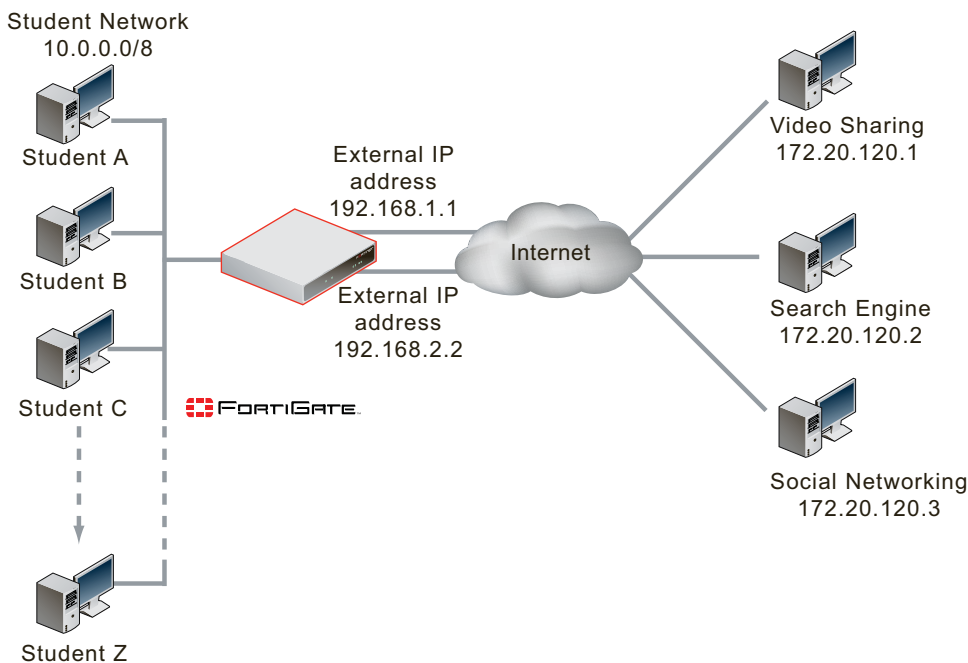 Student Network
10.0.0.0/8
Student A
Student B
Student C
Student Z
External IP
address
192.168.1.1
External IP
address
192.168.2.2
FORTIGATE
Internet
Video Sharing
172.20.120.1
Search Engine
172.20.120.2
Social Networking
172.20.120.3